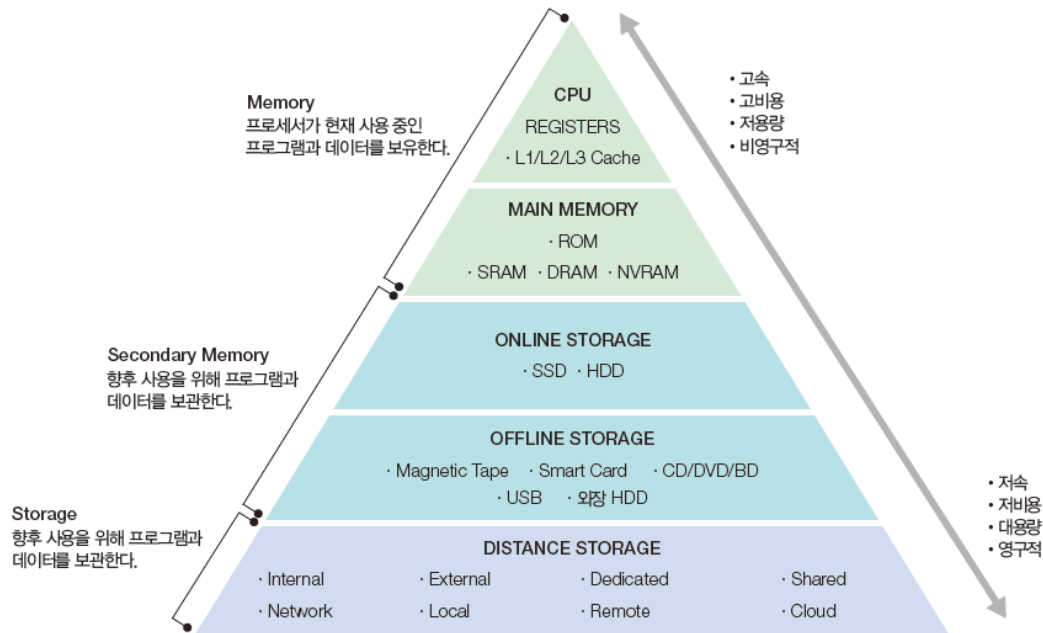 Memory
프로세서가 현재 사용 중인
프로그램과 데이터를 보유한다.
Secondary Memory
향후 사용을 위해 프로그램과
데이터를 보관한다.
Storage
향후 사용을 위해 프로그램과
데이터를 보관한다.
CPU
REGISTERS
· L1/L2/L3 Cache
MAIN MEMORY
· ROM
· SRAM · DRAM · NVRAM
ONLINE STORAGE
· SSD · HDD
OFFLINE STORAGE
· Magnetic Tape · Smart Card · CD/DVD/BD
· USB · 외장 HDD
DISTANCE STORAGE
· Internal · External · Dedicated · Shared
· Network · Local · Remote · Cloud
• 고속
• 고비용
• 저용량
• 비영구적
• 저속
• 저비용
• 대용량
• 영구적